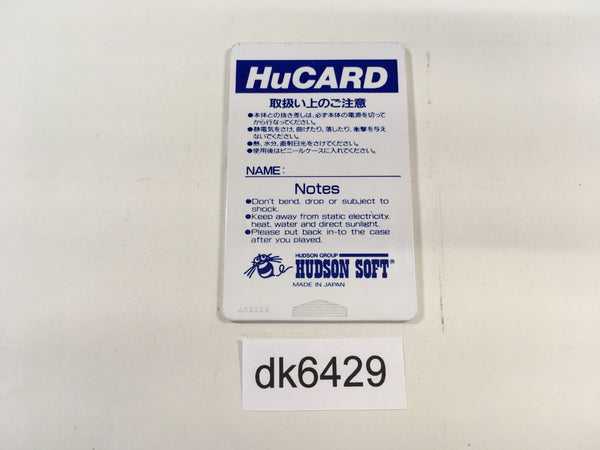 HuCARD
取扱い上のご注意
●本体との抜き差しは、必ず本体の電源を切って
から行なってください。
●静電気をさけ、曲げたり、落したり、衝撃を与え
ないでください。
●熱、水分、直射日光をさけてください。
●使用後はビニールケースに入れてください。
NAME:
Notes
●Don't bend, drop or subject to
shock.
●Keep away from static electricity,
heat, water and direct sunlight.
●Please put back in-to the case
after you played.
HUDSON GROUP
HUDSON SOFT®
MADE IN JAPAN
dk6429